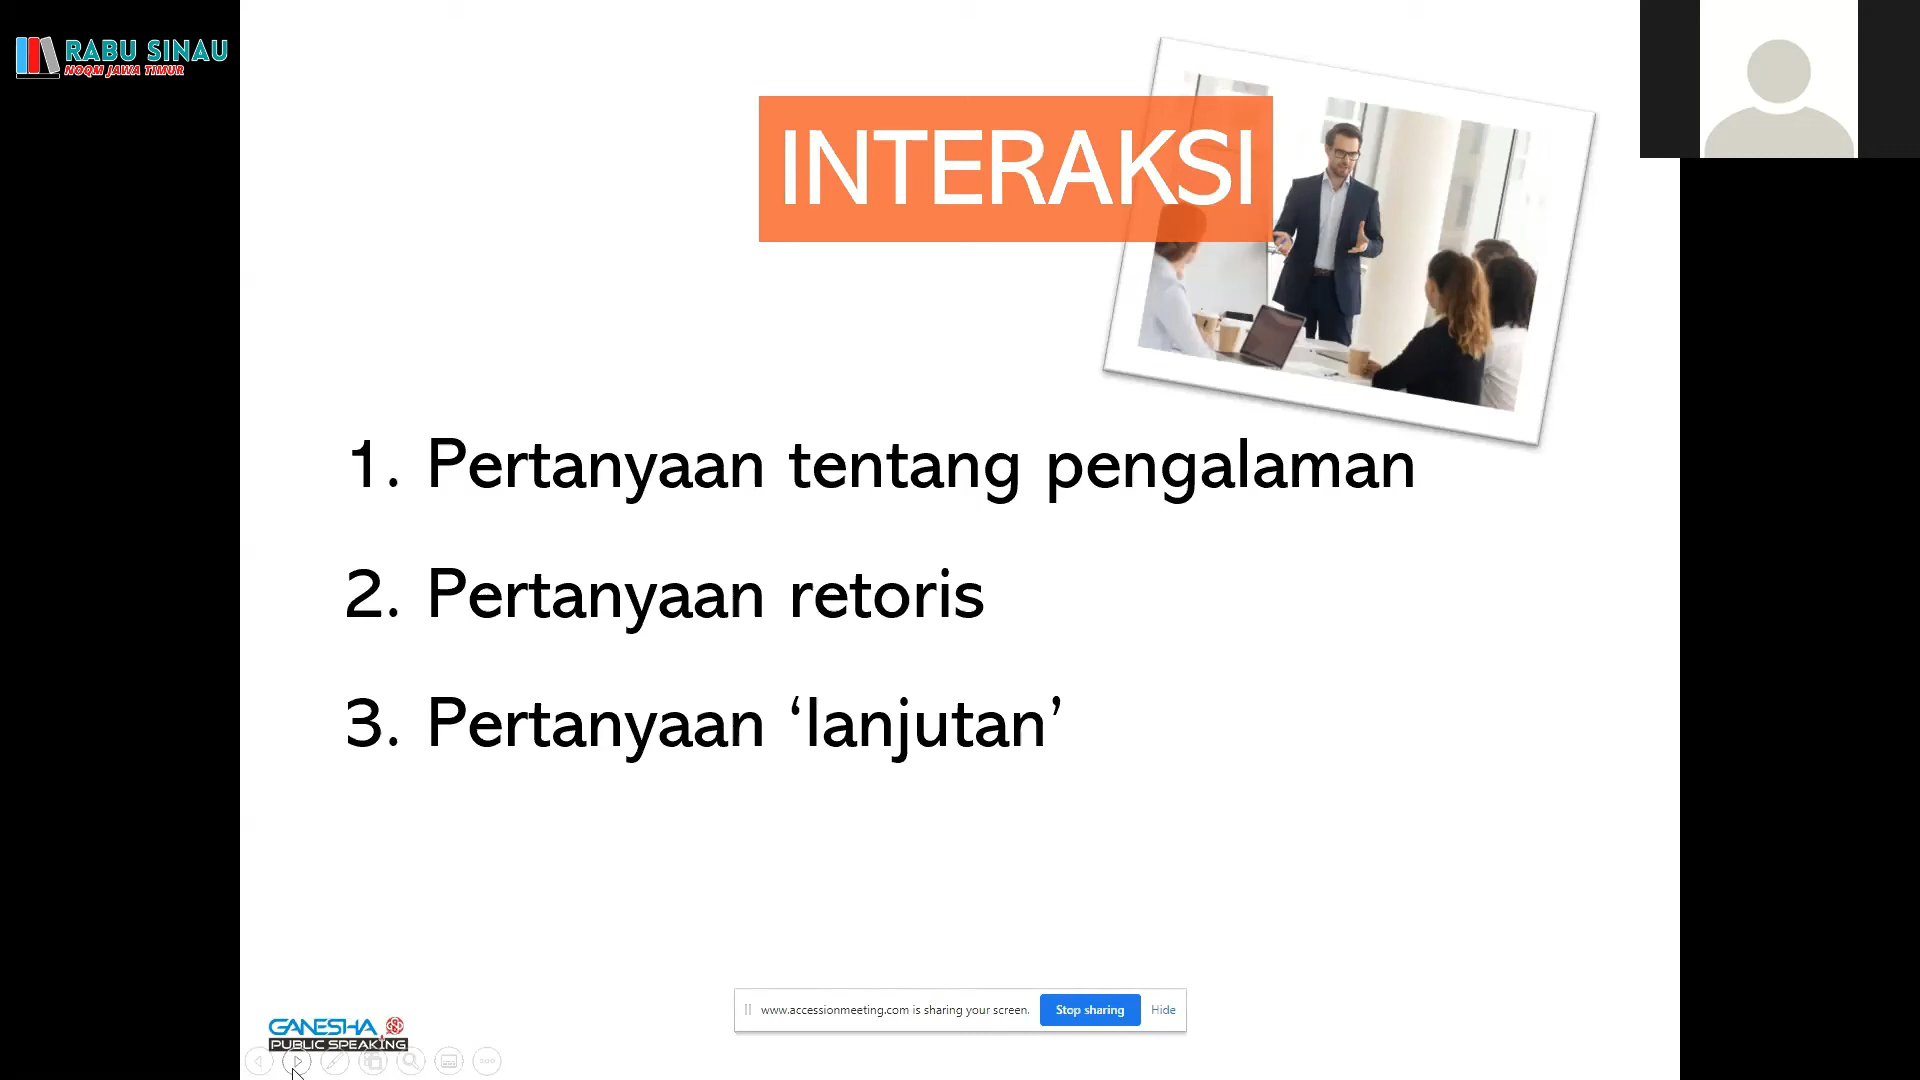 RABU SINAU
NOQM JAWA TIMUR
INTERAKSI
1. Pertanyaan tentang pengalaman
2. Pertanyaan retoris
3. Pertanyaan ‘lanjutan’
www.accessionmeeting.com is sharing your screen.
Stop sharing
Hide
GANESHA
PUBLIC SPEAKING